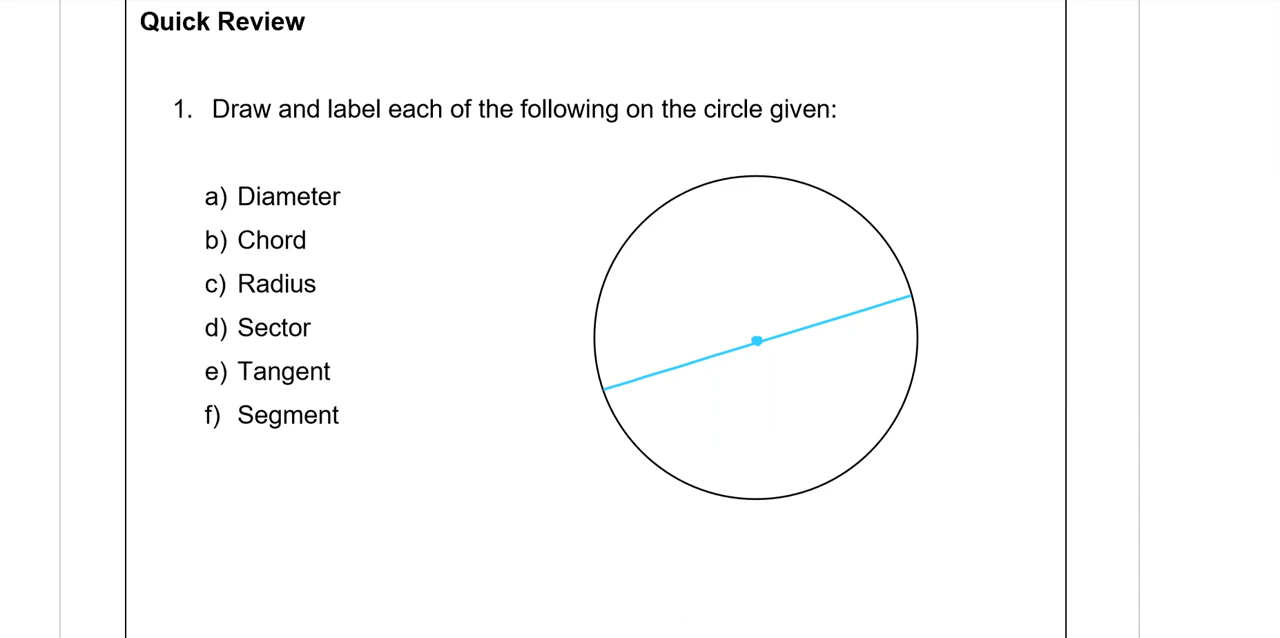 Quick Review
1. Draw and label each of the following on the circle given:
a) Diameter
b) Chord
c) Radius
d) Sector
e) Tangent
f) Segment